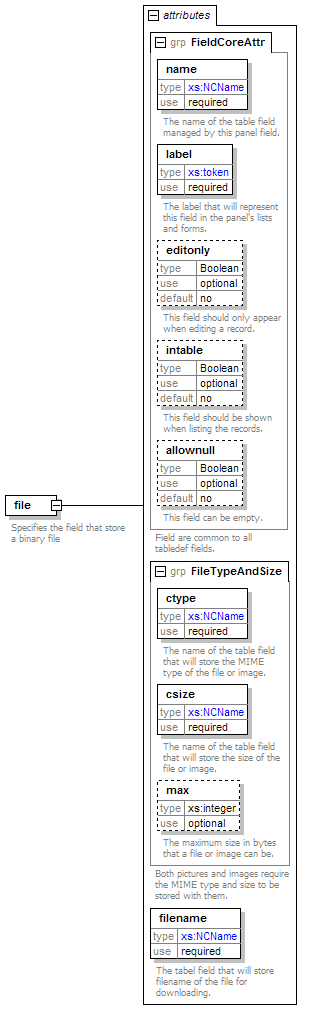 attributes
grp FieldCoreAttr
name
type xs:NCName
use required
The name of the table field
managed by this panel field.
label
type xs:token
use required
The label that will represent
this field in the panel's lists
and forms.
editonly
type Boolean
use optional
default no
This field should only appear
when editing a record.
intable
type Boolean
use optional
default no
This field should be shown
when listing the records.
allownull
type Boolean
use optional
default no
This field can be empty.
Field are common to all
tabledef fields.
file
Specifies the field that store
a binary file
grp FileTypeAndSize
ctype
type xs:NCName
use required
The name of the table field
that will store the MIME
type of the file or image.
csize
type xs:NCName
use required
The name of the table field
that will store the size of the
file or image.
max
type xs:integer
use optional
The maximum size in bytes
that a file or image can be.
Both pictures and images require
the MIME type and size to be
stored with them.
filename
type xs:NCName
use required
The tabel field that will store
filename of the file for
downloading.